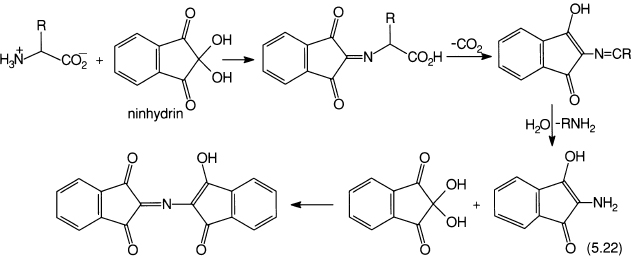 R O OH OH O R O OH
H₃N⁺ CO₂⁻ + N CO₂H -CO₂ N=CR
ninhydrin O O O
H₂O -RNH₂
O OH O OH
N OH OH + NH₂
O O O O (5.22)